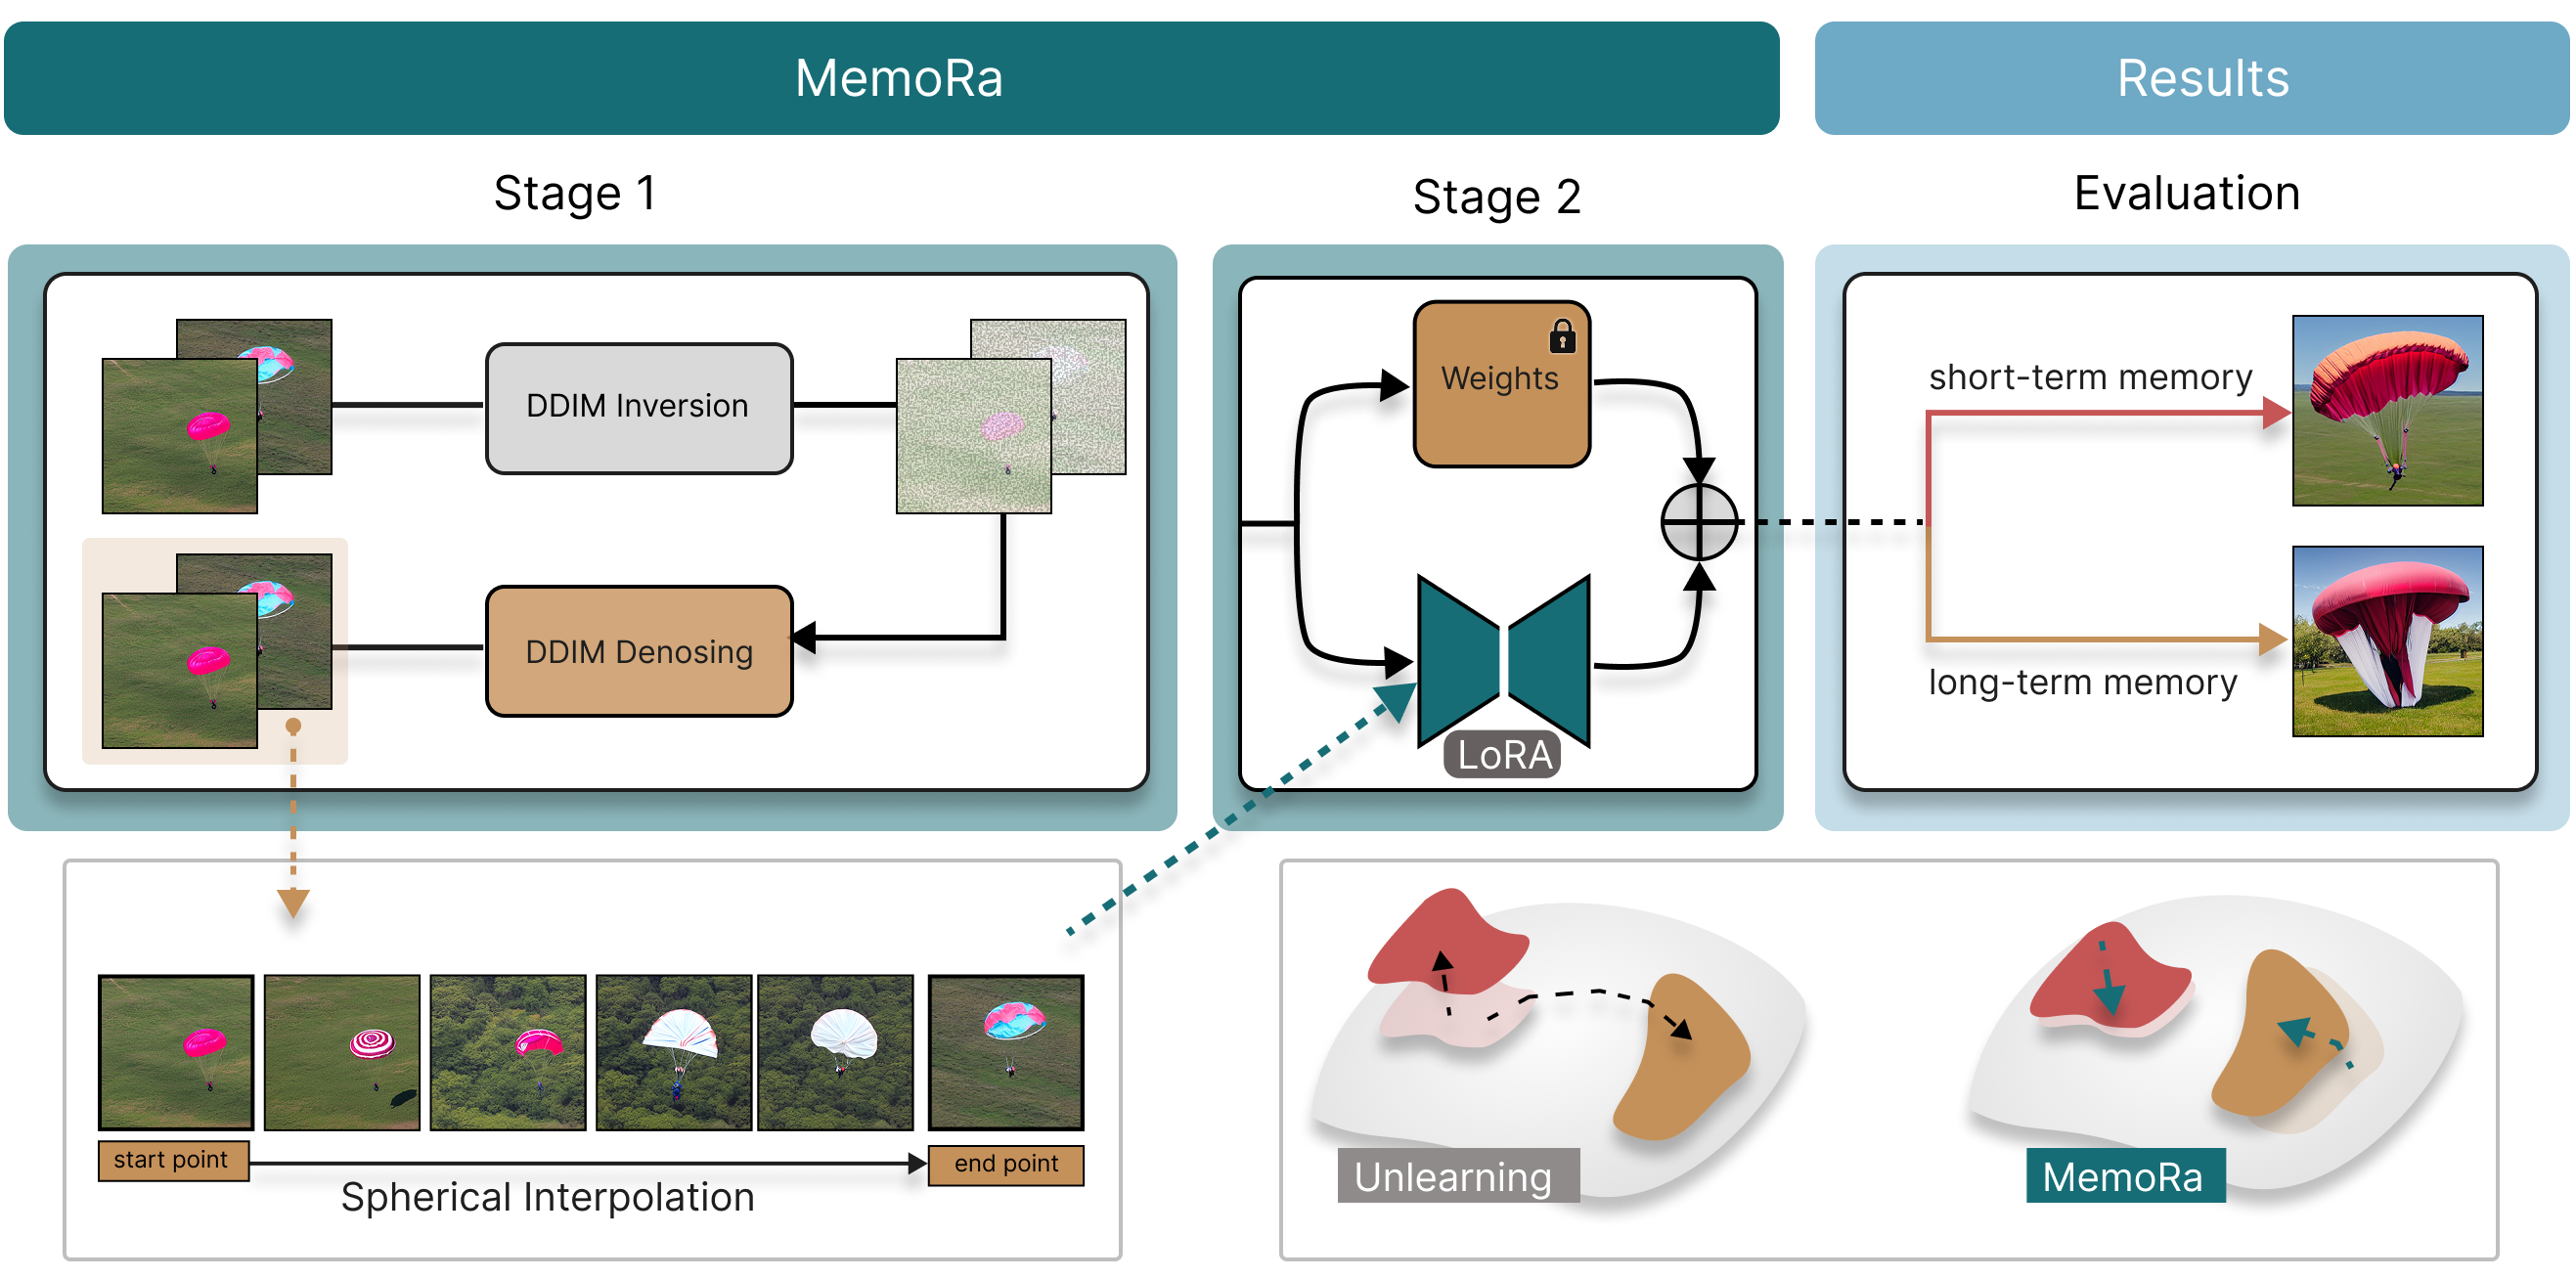 MemoRa
Results
Stage 1
Stage 2
Evaluation
DDIM Inversion
DDIM Denosing
Weights
LoRA
short-term memory
long-term memory
start point
end point
Spherical Interpolation
Unlearning
MemoRa